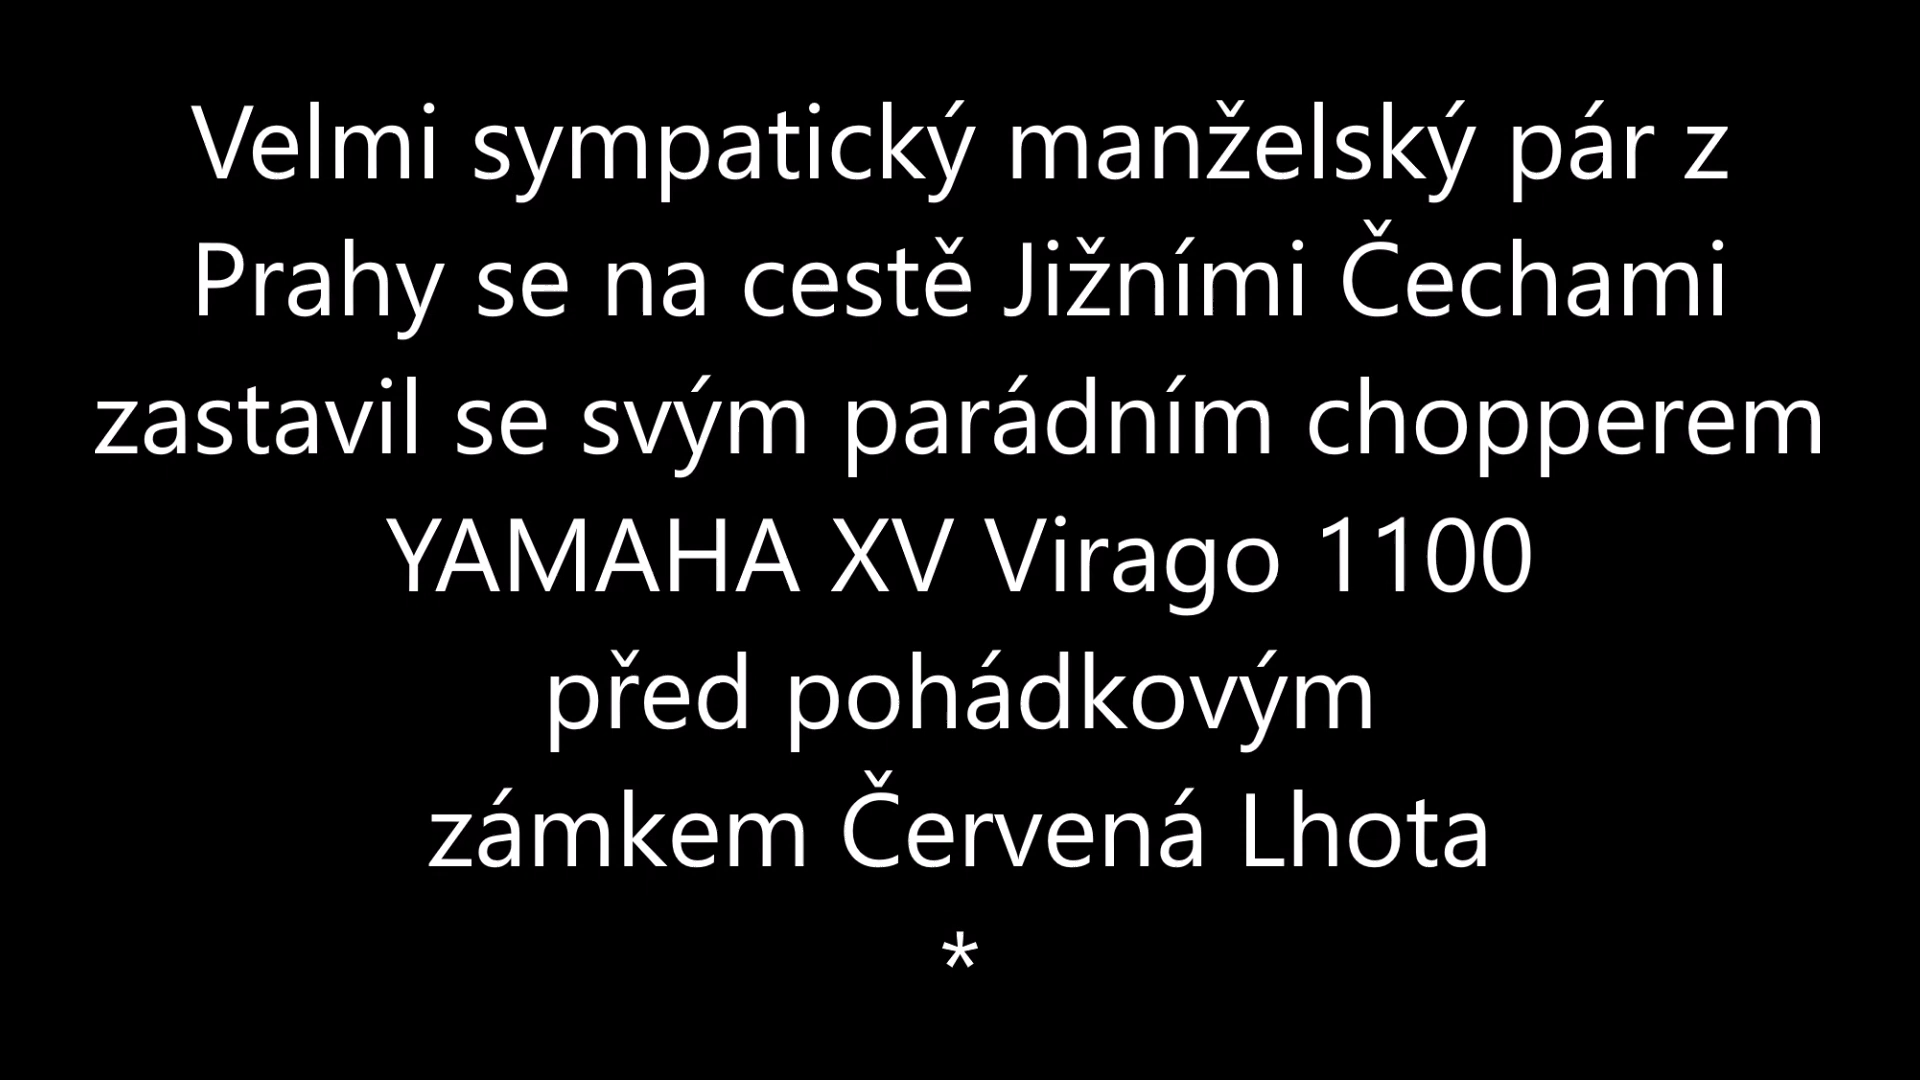 Velmi sympatický manželský pár z
Prahy se na cestě Jižními Čechami
zastavil se svým parádním chopperem
YAMAHA XV Virago 1100
před pohádkovým
zámkem Červená Lhota
*